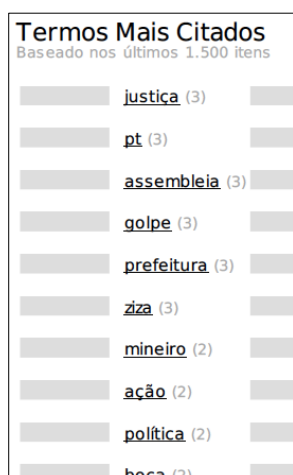 Termos Mais Citados
Baseado nos últimos 1.500 itens
justiça (3)
pt (3)
assembleia (3)
golpe (3)
prefeitura (3)
ziza (3)
mineiro (2)
ação (2)
política (2)